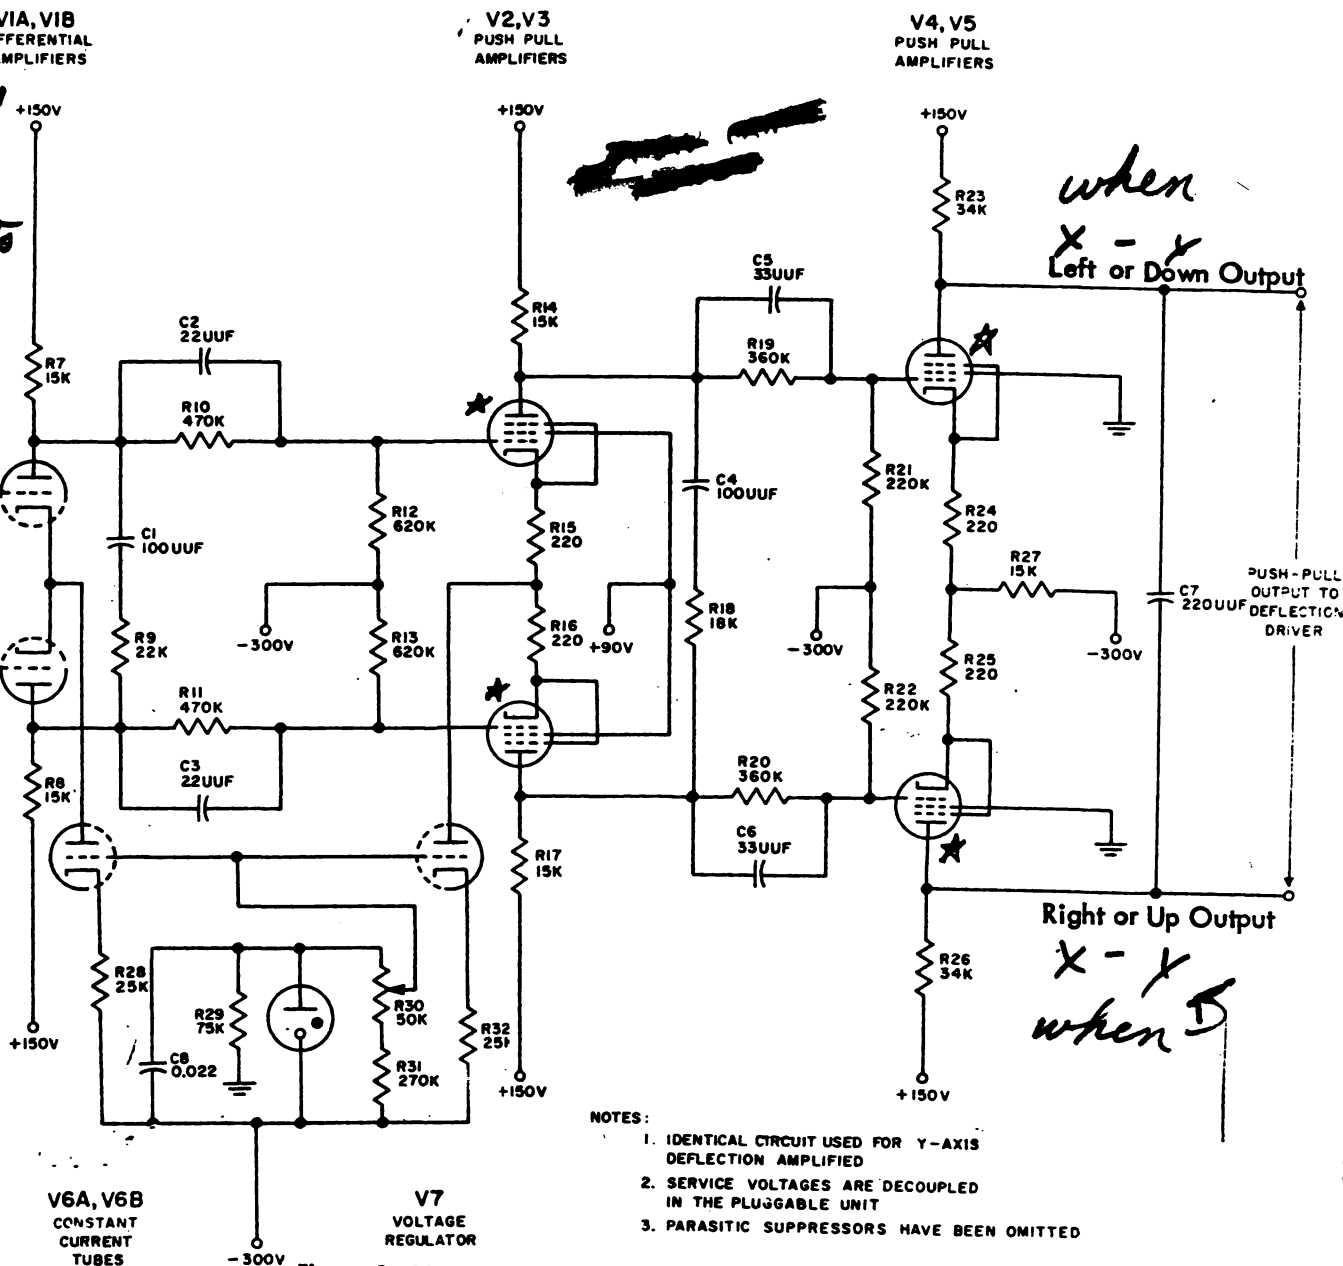 V1A, V1B
FFERENTIAL
MPLIFIERS
V2, V3
PUSH PULL
AMPLIFIERS
V4, V5
PUSH PULL
AMPLIFIERS
+150V
+150V
+150V
R23
34K
when
X - Y
Left or Down Output
C5
33UUF
R14
15K
C2
22UUF
R19
360K
R7
15K
R10
470K
R21
220K
C4
100UUF
R12
620K
R24
220
R15
220
C1
100UUF
R27
15K
PUSH-PULL
OUTPUT TO
DEFLECTION
DRIVER
C7
220UUF
R18
18K
R9
22K
-300V
R13
620K
R16
220
+90V
-300V
-300V
R25
220
R11
470K
R22
220K
R20
360K
C3
22UUF
R8
15K
C6
33UUF
R17
15K
Right or Up Output
X - Y
when
R26
34K
R28
25K
R29
75K
R30
50K
R32
+150V
C8
0.022
R31
270K
+150V
+150V
NOTES:
1. IDENTICAL CIRCUIT USED FOR Y-AXIS
DEFLECTION AMPLIFIED
2. SERVICE VOLTAGES ARE DECOUPLED
IN THE PLUGGABLE UNIT
3. PARASITIC SUPPRESSORS HAVE BEEN OMITTED
V6A, V6B
CONSTANT
CURRENT
TUBES
V7
VOLTAGE
REGULATOR
-300V